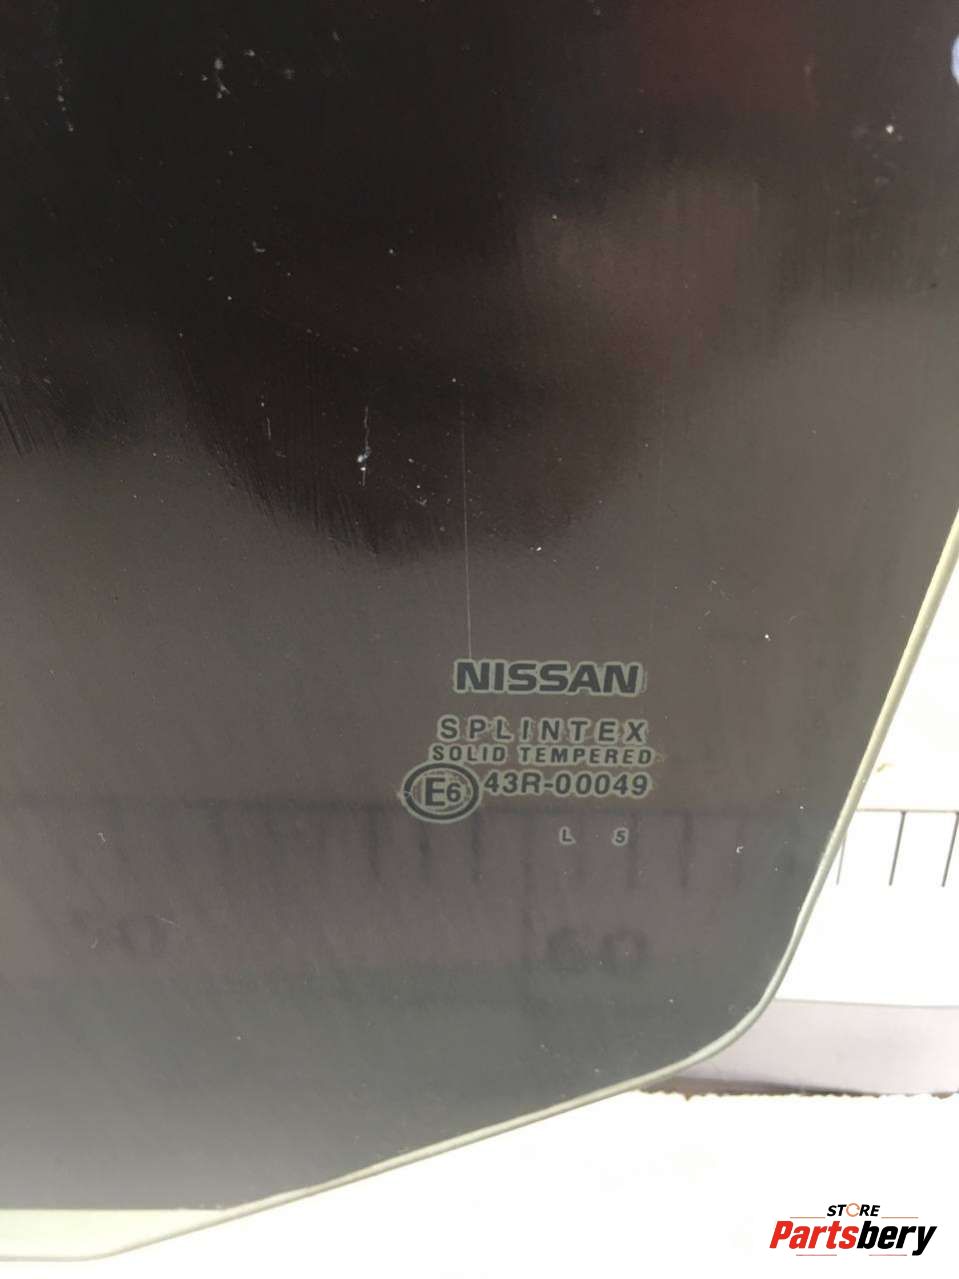 NISSAN
SPLINTEX
SOLID TEMPERED
E6 43R-00049
L 5
STORE
Partsbery